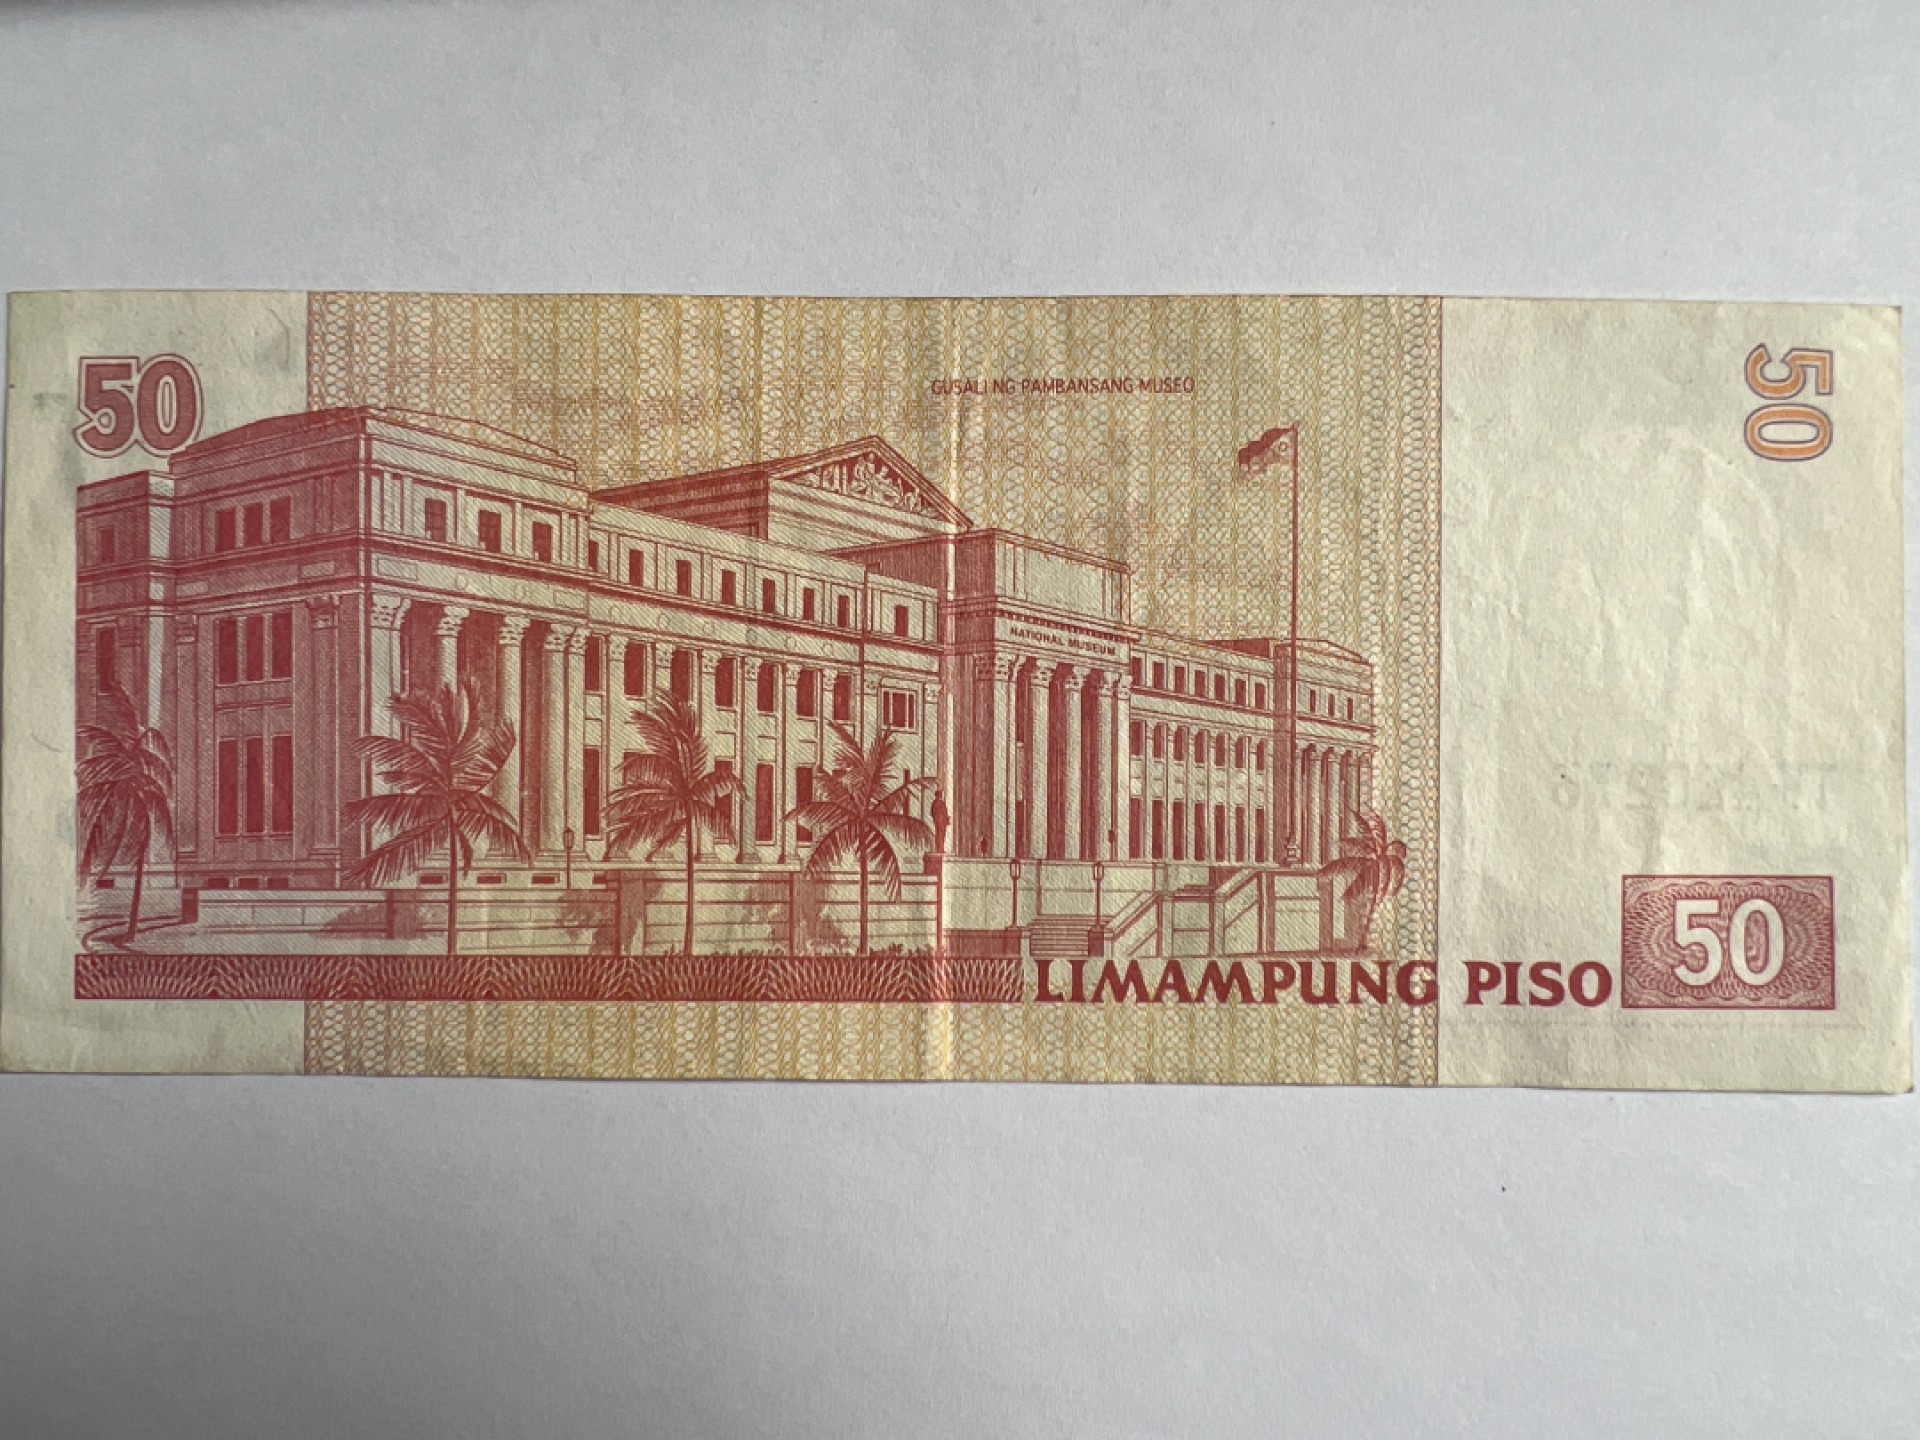 50
GUSALI NG PAMBANSANG MUSEO
50
NATIONAL MUSEUM
LIMAMPUNG PISO
50